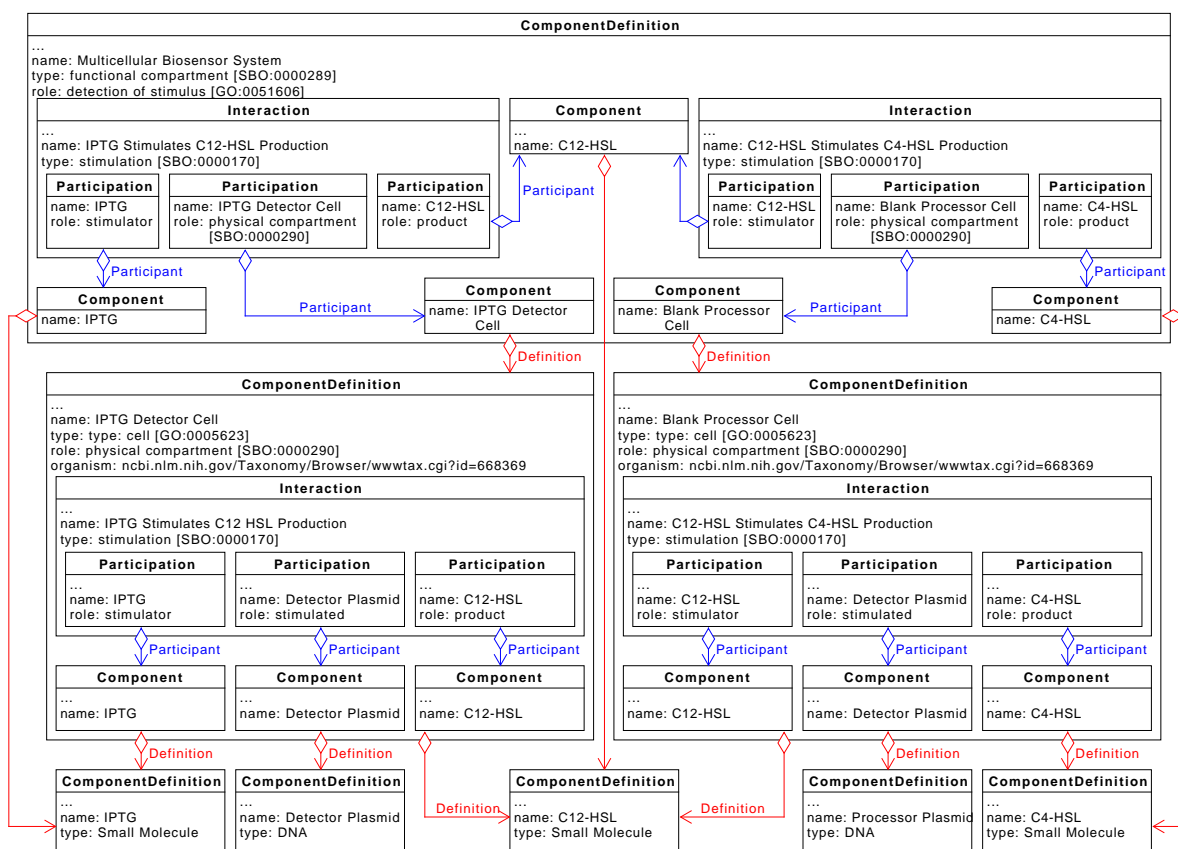 ComponentDefinition
...
name: Multicellular Biosensor System
type: functional compartment [SBO:0000289]
role: detection of stimulus [GO:0051606]
Interaction
...
name: IPTG Stimulates C12-HSL Production
type: stimulation [SBO:0000170]
Participation
name: IPTG
role: stimulator
Participation
name: IPTG Detector Cell
role: physical compartment
[SBO:0000290]
Participation
name: C12-HSL
role: product
Component
...
name: C12-HSL
Participant
Interaction
...
name: C12-HSL Stimulates C4-HSL Production
type: stimulation [SBO:0000170]
Participation
name: C12-HSL
role: stimulator
Participation
name: Blank Processor Cell
role: physical compartment
[SBO:0000290]
Participation
name: C4-HSL
role: product
Participant
Component
name: IPTG
Participant
Component
name: IPTG Detector
Cell
Component
name: Blank Processor
Cell
Participant
Participant
Component
name: C4-HSL
Definition
Definition
ComponentDefinition
...
name: IPTG Detector Cell
type: type: cell [GO:0005623]
role: physical compartment [SBO:0000290]
organism: ncbi.nlm.nih.gov/Taxonomy/Browser/wwwtax.cgi?id=668369
Interaction
...
name: IPTG Stimulates C12 HSL Production
type: stimulation [SBO:0000170]
Participation
...
name: IPTG
role: stimulator
Participation
...
name: Detector Plasmid
role: stimulated
Participation
...
name: C12-HSL
role: product
Participant
Participant
Participant
Component
...
name: IPTG
Component
...
name: Detector Plasmid
Component
...
name: C12-HSL
ComponentDefinition
...
name: Blank Processor Cell
type: type: cell [GO:0005623]
role: physical compartment [SBO:0000290]
organism: ncbi.nlm.nih.gov/Taxonomy/Browser/wwwtax.cgi?id=668369
Interaction
...
name: C12-HSL Stimulates C4-HSL Production
type: stimulation [SBO:0000170]
Participation
...
name: C12-HSL
role: stimulator
Participation
...
name: Detector Plasmid
role: stimulated
Participation
...
name: C4-HSL
role: product
Participant
Participant
Participant
Component
...
name: C12-HSL
Component
...
name: Detector Plasmid
Component
...
name: C4-HSL
Definition
Definition
Definition
Definition
Definition
Definition
ComponentDefinition
...
name: IPTG
type: Small Molecule
ComponentDefinition
...
name: Detector Plasmid
type: DNA
ComponentDefinition
...
name: C12-HSL
type: Small Molecule
ComponentDefinition
...
name: Processor Plasmid
type: DNA
ComponentDefinition
...
name: C4-HSL
type: Small Molecule